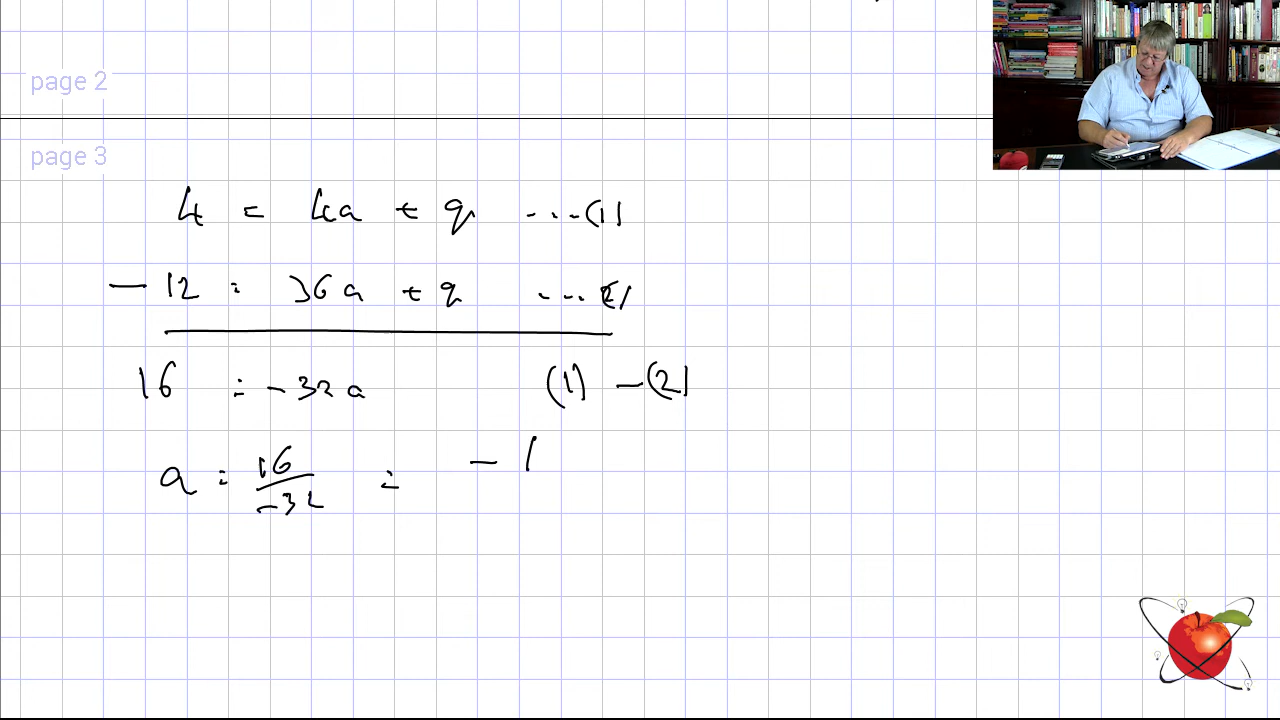 page 2
page 3
4 = 4a + q ...(1)
- 12 = 36a + q ...(2)
16 = -32a (1) - (2)
a = 16/-32 = - 1